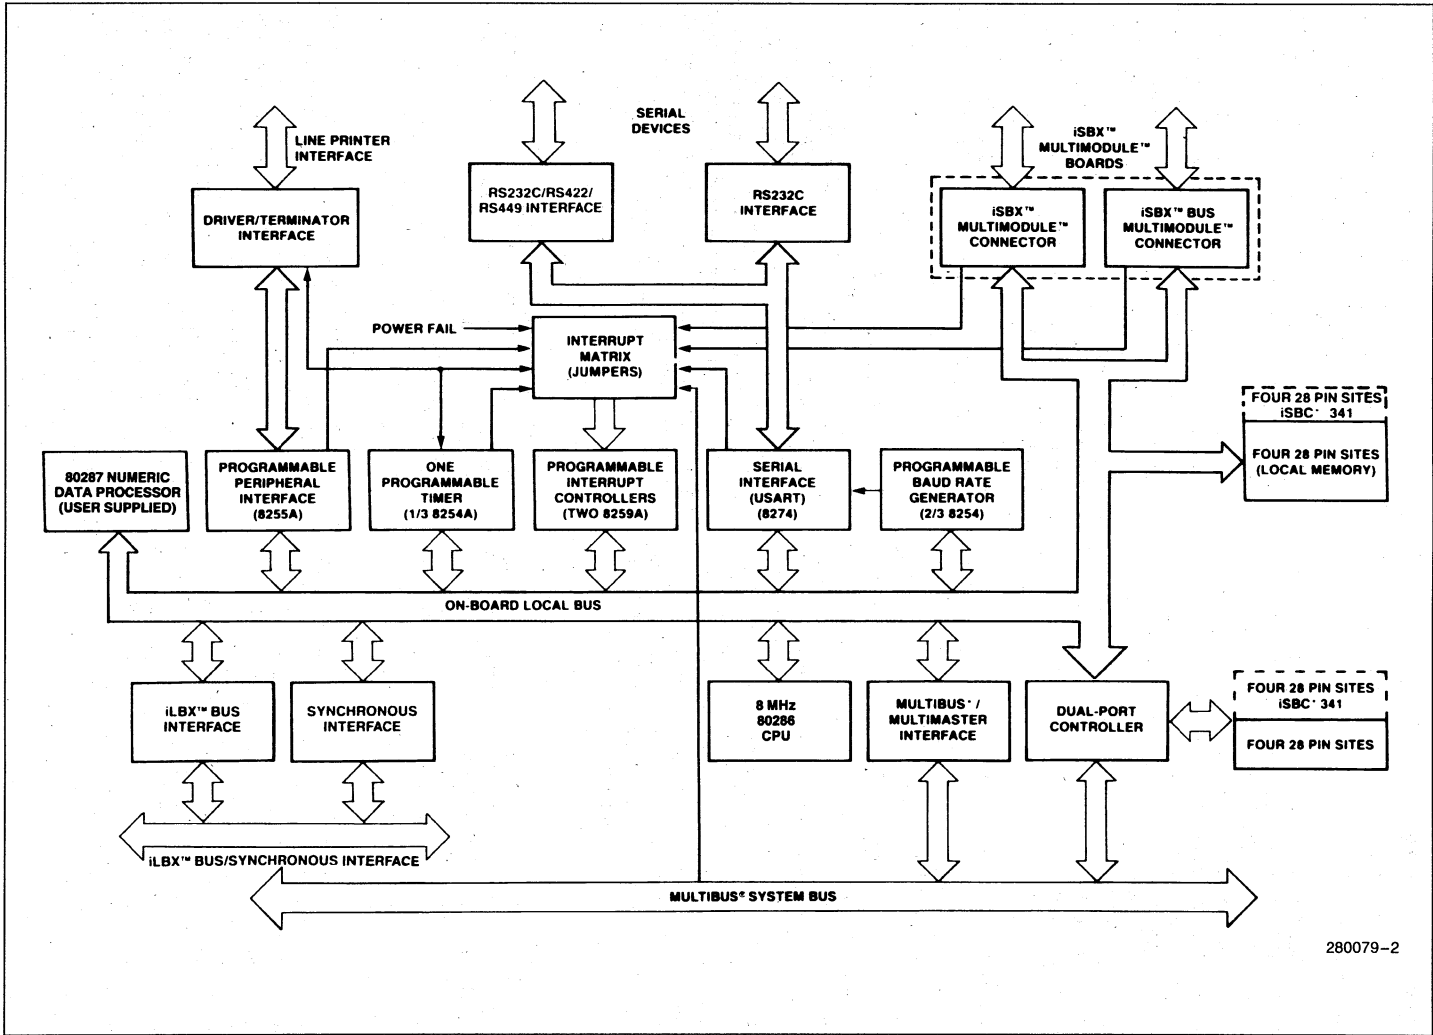 LINE PRINTER
INTERFACE
SERIAL
DEVICES
iSBX™
MULTIMODULE™
BOARDS
DRIVER/TERMINATOR
INTERFACE
RS232C/RS422/
RS449 INTERFACE
RS232C
INTERFACE
iSBX™
MULTIMODULE™
CONNECTOR
iSBX™ BUS
MULTIMODULE™
CONNECTOR
POWER FAIL
INTERRUPT
MATRIX
(JUMPERS)
FOUR 28 PIN SITES
iSBC* 341
FOUR 28 PIN SITES
(LOCAL MEMORY)
80287 NUMERIC
DATA PROCESSOR
(USER SUPPLIED)
PROGRAMMABLE
PERIPHERAL
INTERFACE
(8255A)
ONE
PROGRAMMABLE
TIMER
(1/3 8254A)
PROGRAMMABLE
INTERRUPT
CONTROLLERS
(TWO 8259A)
SERIAL
INTERFACE
(USART)
(8274)
PROGRAMMABLE
BAUD RATE
GENERATOR
(2/3 8254)
ON-BOARD LOCAL BUS
iLBX™ BUS
INTERFACE
SYNCHRONOUS
INTERFACE
8 MHz
80286
CPU
MULTIBUS* /
MULTIMASTER
INTERFACE
DUAL-PORT
CONTROLLER
FOUR 28 PIN SITES
iSBC* 341
FOUR 28 PIN SITES
iLBX™ BUS/SYNCHRONOUS INTERFACE
MULTIBUS® SYSTEM BUS
280079-2